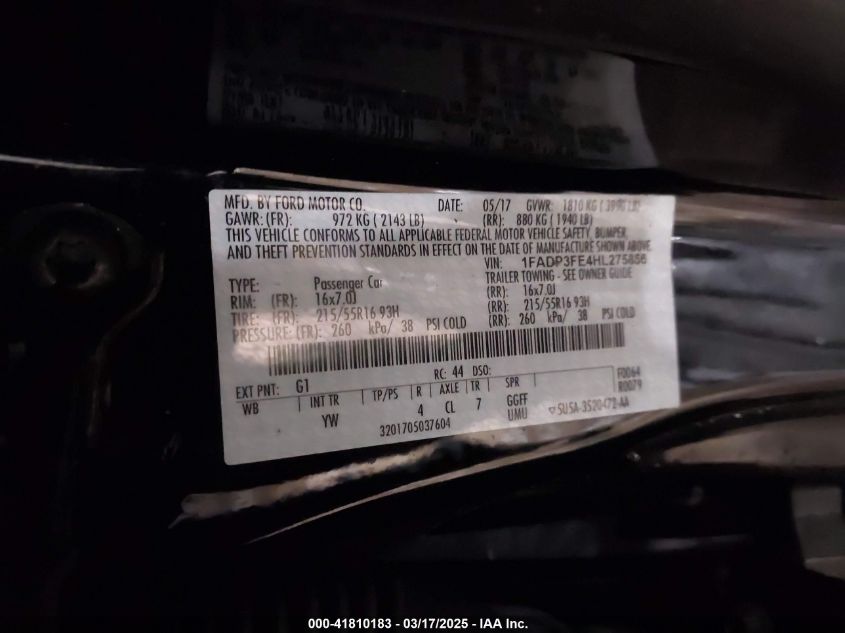 MFD. BY FORD MOTOR CO. DATE: 05/17 GVWR: 1810 KG ( 3990 LB)
GAWR: (FR): 972 KG ( 2143 LB) (RR): 880 KG ( 1940 LB)
THIS VEHICLE CONFORMS TO ALL APPLICABLE FEDERAL MOTOR VEHICLE SAFETY, BUMPER,
AND THEFT PREVENTION STANDARDS IN EFFECT ON THE DATE OF MANUFACTURE SHOWN ABOVE.
VIN: 1FADP3FE4HL275856
TYPE: Passenger Car TRAILER TOWING - SEE OWNER GUIDE
RIM: (FR): 16x7.0J (RR): 16x7.0J
TIRE: (FR): 215/55R16 93H (RR): 215/55R16 93H
PRESSURE: (FR): 260 kPa/ 38 PSI COLD (RR): 260 kPa/ 38 PSI COLD
RC: 44 DSO: F0064
EXT PNT: G1 R0079
WB INT TR TP/PS R AXLE TR SPR
YW 4 CL 7 GGFF
UMU
3201705037604 5U5A-3520472-AA
000-41810183 - 03/17/2025 - IAA Inc.